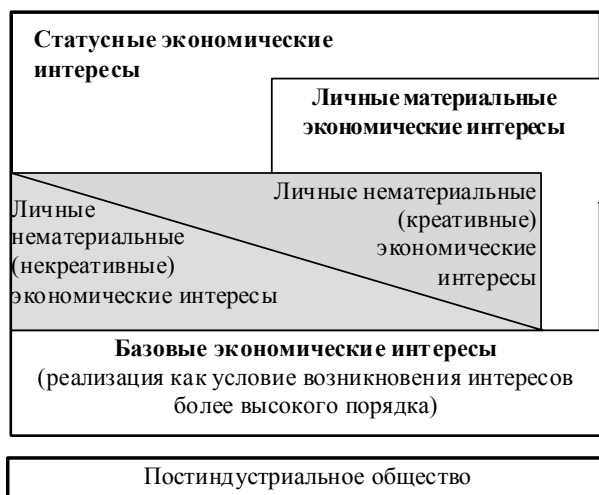 Статусные экономические
интересы
Личные материальные
экономические интересы
Личные нематериальные
(креативные)
экономические
интересы
Личные
нематериальные
(некреативные)
экономические интересы
Базовые экономические интересы
(реализация как условие возникновения интересов
более высокого порядка)
Постиндустриальное общество